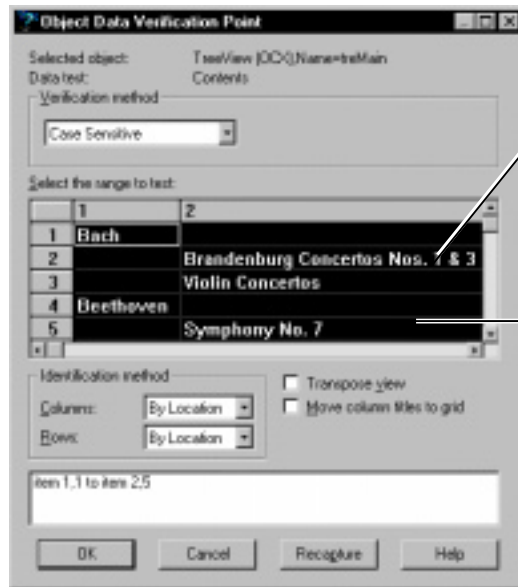 Object Data Verification Point
Selected object: TreeView (OCX),Name=treMain
Data test: Contents
Verification method
Case Sensitive
Select the range to test:
1 2
1 Bach
2 Brandenburg Concertos Nos. 1 & 3
3 Violin Concertos
4 Beethoven
5 Symphony No. 7
Identification method
Columns: By Location
Rows: By Location
Transpose view
Move column titles to grid
item 1,1 to item 2,5
OK Cancel Recapture Help